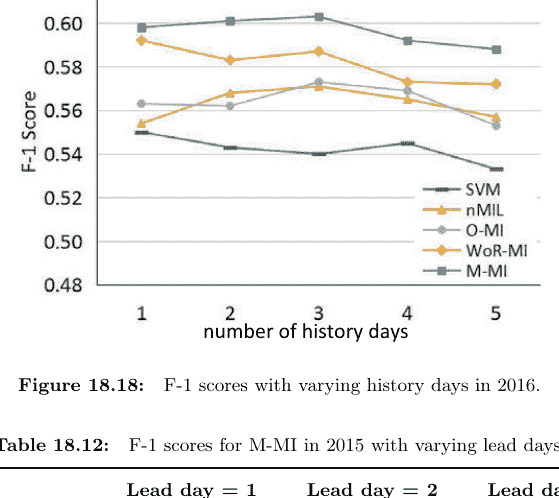 0.60
0.58
0.56
0.54
0.52
0.50
0.48
F-1 Score
SVM
nMIL
O-MI
WoR-MI
M-MI
1 2 3 4 5
number of history days
Figure 18.18: F-1 scores with varying history days in 2016.
Table 18.12: F-1 scores for M-MI in 2015 with varying lead days
Lead day = 1 Lead day = 2 Lead da